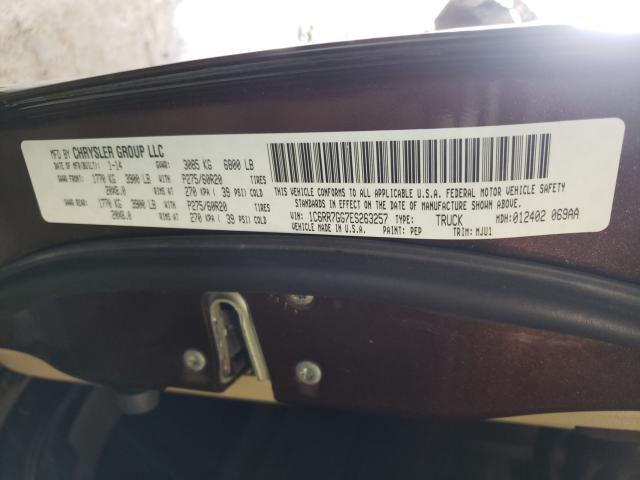 MFD BY CHRYSLER GROUP LLC
DATE OF MFR(BUILT): 1-14 GVWR: 3085 KG 6800 LB
GAWR FRONT: 1770 KG 3900 LB WITH P275/60R20 TIRES
20X8.0 RIMS AT 270 KPA ( 39 PSI) COLD
GAWR REAR: 1770 KG 3900 LB WITH P275/60R20 TIRES
20X8.0 RIMS AT 270 KPA ( 39 PSI) COLD
THIS VEHICLE CONFORMS TO ALL APPLICABLE U.S.A. FEDERAL MOTOR VEHICLE SAFETY
STANDARDS IN EFFECT ON THE DATE OF MANUFACTURE SHOWN ABOVE.
VIN: 1C6RR7GG7ES263257 TYPE: TRUCK MDH: 012402 069AA
VEHICLE MADE IN U.S.A. PAINT: PEP TRIM: MJU1